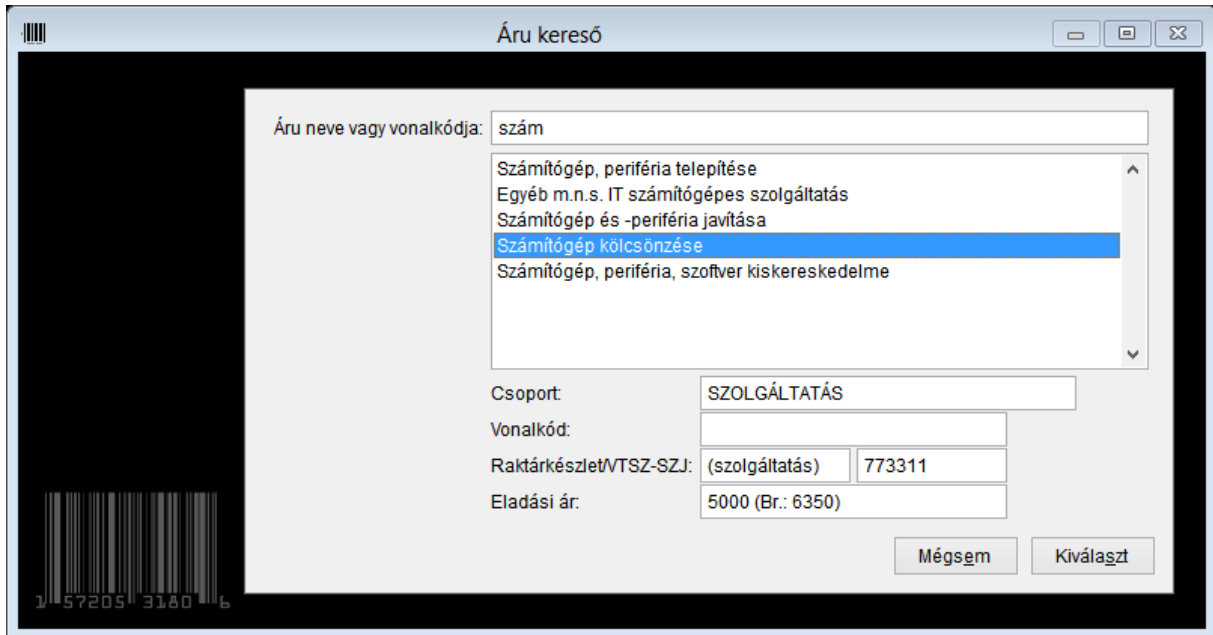 Áru kereső
Áru neve vagy vonalkódja: szám
Számítógép, periféria telepítése
Egyéb m.n.s. IT számítógépes szolgáltatás
Számítógép és -periféria javítása
Számítógép kölcsönzése
Számítógép, periféria, szoftver kiskereskedelme
Csoport: SZOLGÁLTATÁS
Vonalkód:
Raktárkészlet/VTSZ-SZJ: (szolgáltatás) 773311
Eladási ár: 5000 (Br.: 6350)
Mégsem Kiválaszt
1 57205 3180 6